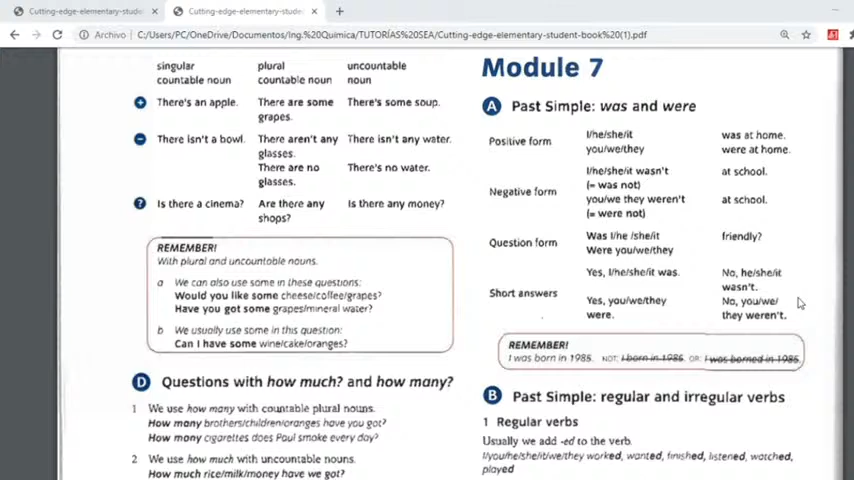 Cutting-edge-elementary-stude
Cutting-edge-elementary-stude
Archivo
C:/Users/PC/OneDrive/Documentos/Ing.%20Quimica/TUTORÍAS%20SEA/Cutting-edge-elementary-student-book%20(1).pdf
singular countable noun
plural countable noun
uncountable noun
+ There's an apple. There are some grapes. There's some soup.
– There isn't a bowl. There aren't any glasses. There isn't any water.
There are no glasses. There's no water.
? Is there a cinema? Are there any shops? Is there any money?
REMEMBER!
With plural and uncountable nouns.
a We can also use some in these questions:
Would you like some cheese/coffee/grapes?
Have you got some grapes/mineral water?
b We usually use some in this question:
Can I have some wine/cake/oranges?
D Questions with how much? and how many?
1 We use how many with countable plural nouns.
How many brothers/children/oranges have you got?
How many cigarettes does Paul smoke every day?
2 We use how much with uncountable nouns.
How much rice/milk/money have we got?
Module 7
A Past Simple: was and were
Positive form
I/he/she/it was at home.
you/we/they were at home.
Negative form
I/he/she/it wasn't at school.
(= was not)
you/we they weren't at school.
(= were not)
Question form
Was I/he /she/it friendly?
Were you/we/they
Short answers
Yes, I/he/she/it was. No, he/she/it wasn't.
Yes, you/we/they were. No, you/we/ they weren't.
REMEMBER!
I was born in 1985. NOT: I born in 1985 OR: I was borned in 1985.
B Past Simple: regular and irregular verbs
1 Regular verbs
Usually we add -ed to the verb.
I/you/he/she/it/we/they worked, wanted, finished, listened, watched,
played